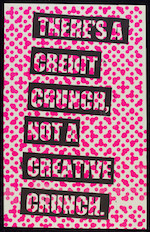 THERE'S A
CREDIT
CRUNCH,
NOT A
CREATIVE
CRUNCH.